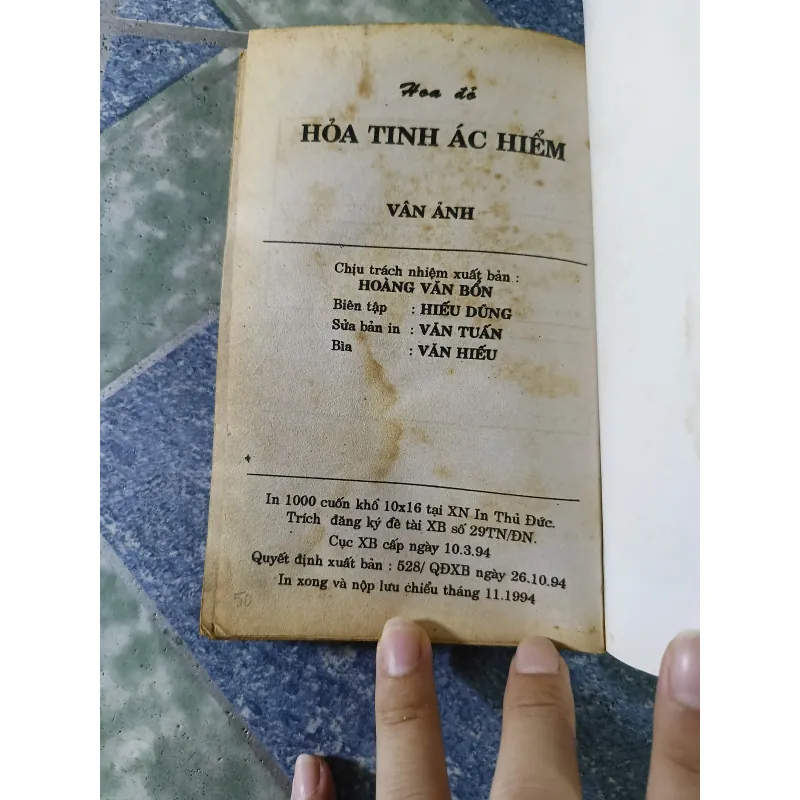 Hoa đỏ
HỎA TINH ÁC HIỂM
VÂN ẢNH
Chịu trách nhiệm xuất bản :
HOÀNG VĂN BỔN
Biên tập : HIẾU DŨNG
Sửa bản in : VĂN TUẤN
Bìa : VĂN HIẾU
In 1000 cuốn khổ 10x16 tại XN In Thủ Đức.
Trích đăng ký đề tài XB số 29TN/ĐN.
Cục XB cấp ngày 10.3.94
Quyết định xuất bản : 528/ QĐXB ngày 26.10.94
In xong và nộp lưu chiểu tháng 11.1994
50